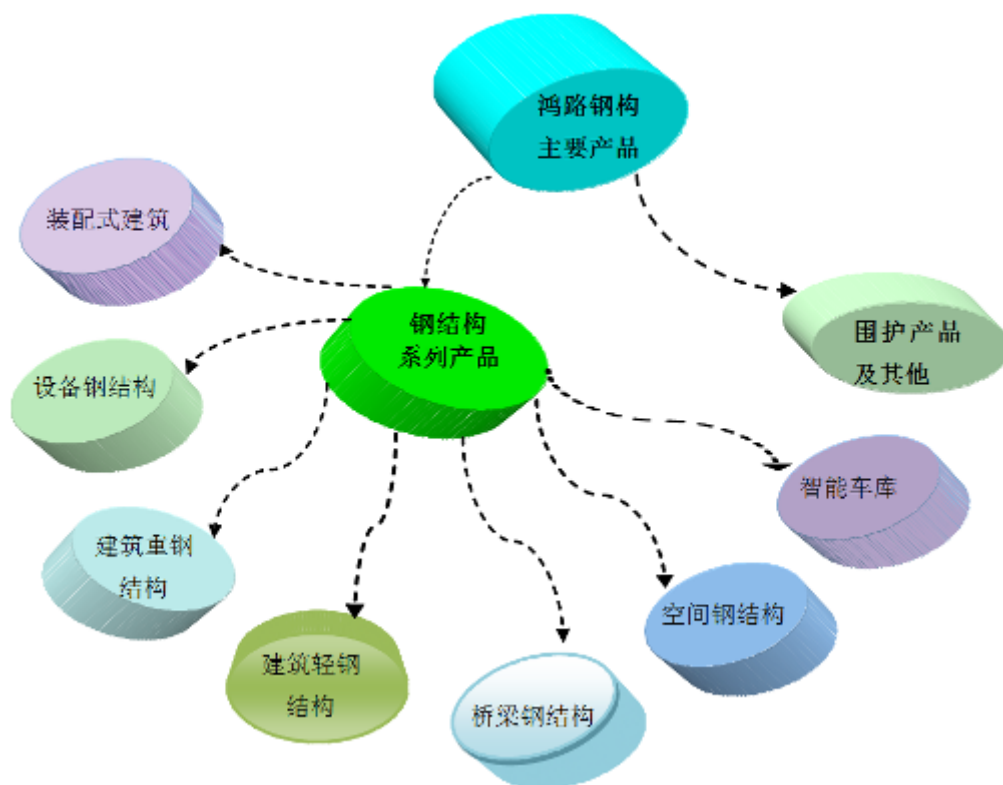 鸿路钢构
主要产品
装配式建筑
钢结构
系列产品
围护产品
及其他
设备钢结构
智能车库
建筑重钢
结构
空间钢结构
建筑轻钢
结构
桥梁钢结构